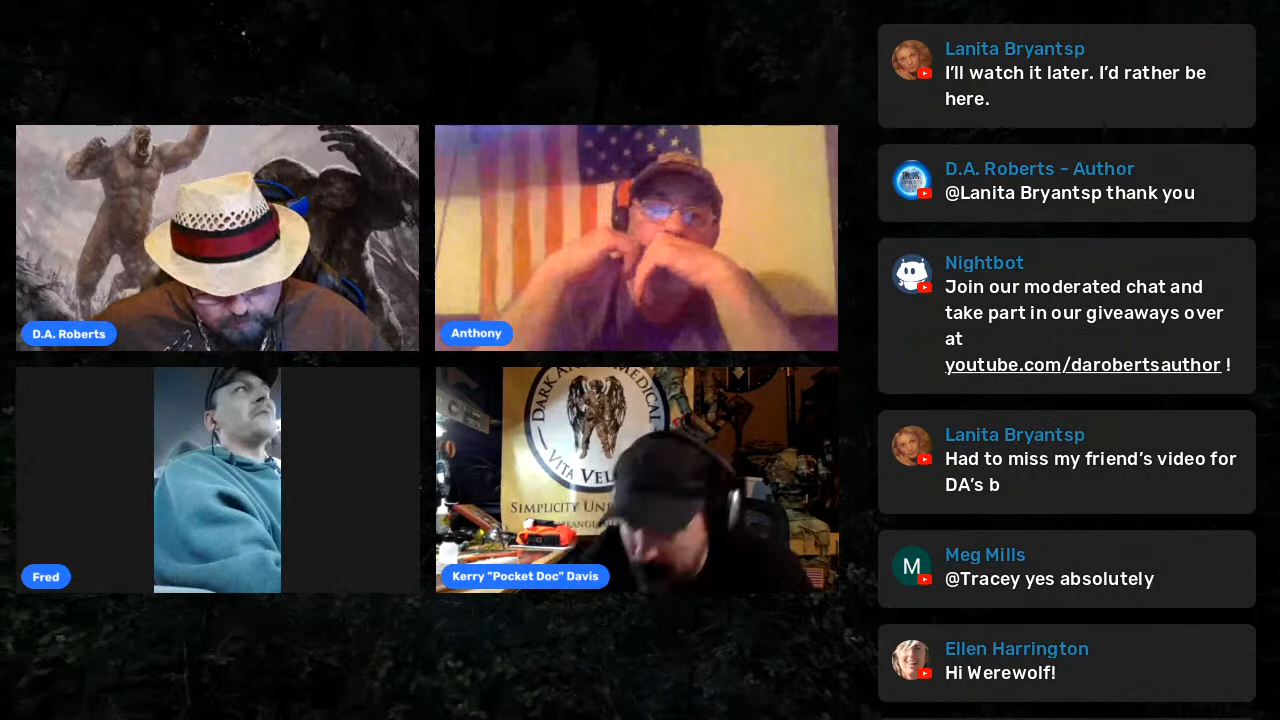 Lanita Bryantsp
I'll watch it later. I'd rather be
here.
D.A. Roberts - Author
@Lanita Bryantsp thank you
Nightbot
Join our moderated chat and
take part in our giveaways over
at
youtube.com/darobertsauthor !
Lanita Bryantsp
Had to miss my friend's video for
DA's b
M
Meg Mills
@Tracey yes absolutely
Ellen Harrington
Hi Werewolf!
D.A. Roberts
Anthony
Fred
DARK MEDICAL
VITA VEL
SIMPLICITY UN
Kerry "Pocket Doc" Davis